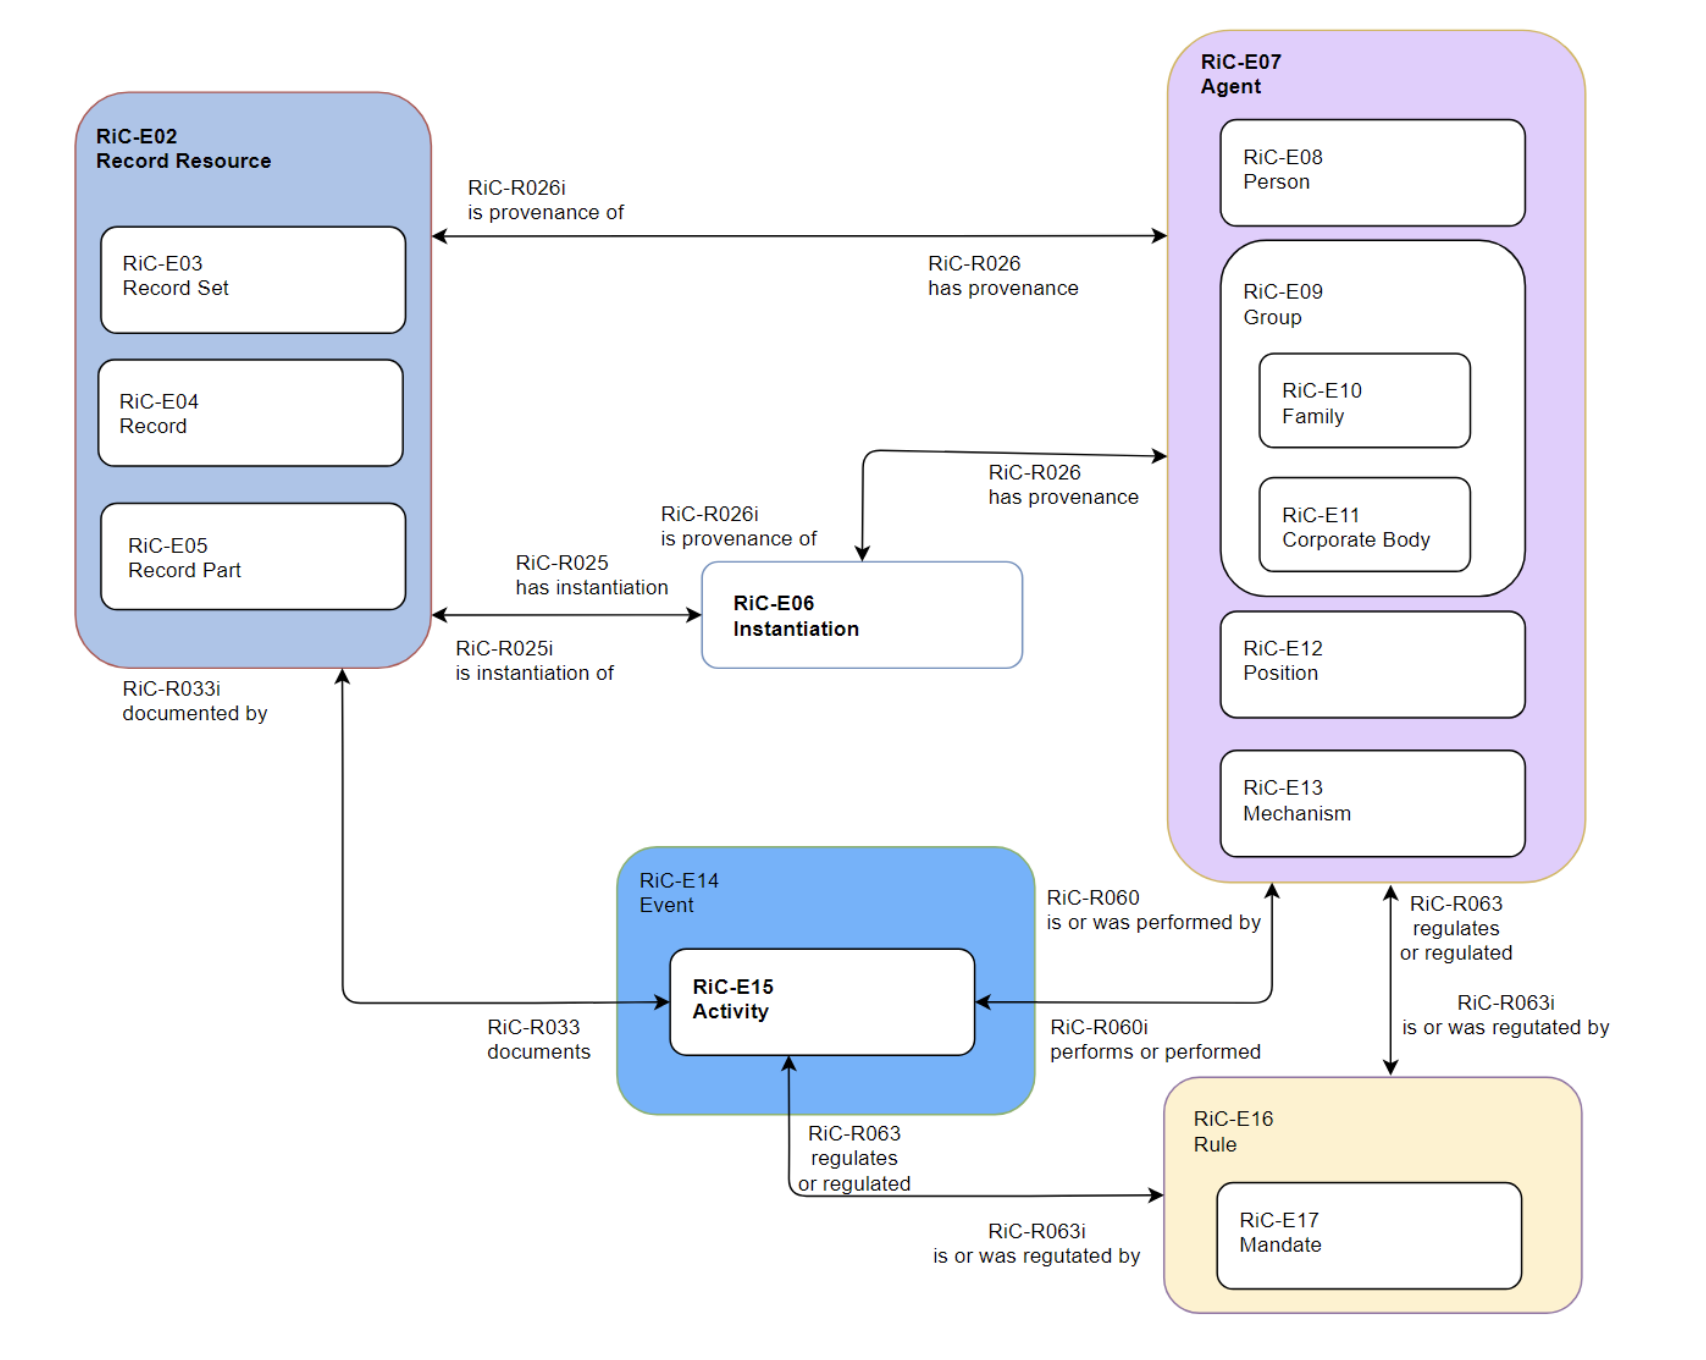 RiC-E07
Agent
RiC-E02
Record Resource
RiC-E08
Person
RiC-R026i
is provenance of
RiC-E03
Record Set
RiC-R026
has provenance
RiC-E09
Group
RiC-E04
Record
RiC-E10
Family
RiC-R026
has provenance
RiC-R026i
is provenance of
RiC-E11
Corporate Body
RiC-E05
Record Part
RiC-R025
has instantiation
RiC-E06
Instantiation
RiC-R025i
is instantiation of
RiC-E12
Position
RiC-R033i
documented by
RiC-E13
Mechanism
RiC-E14
Event
RiC-R060
is or was performed by
RiC-R063
regulates
or regulated
RiC-E15
Activity
RiC-R063i
is or was regutated by
RiC-R033
documents
RiC-R060i
performs or performed
RiC-R063
regulates
or regulated
RiC-E16
Rule
RiC-R063i
is or was regutated by
RiC-E17
Mandate